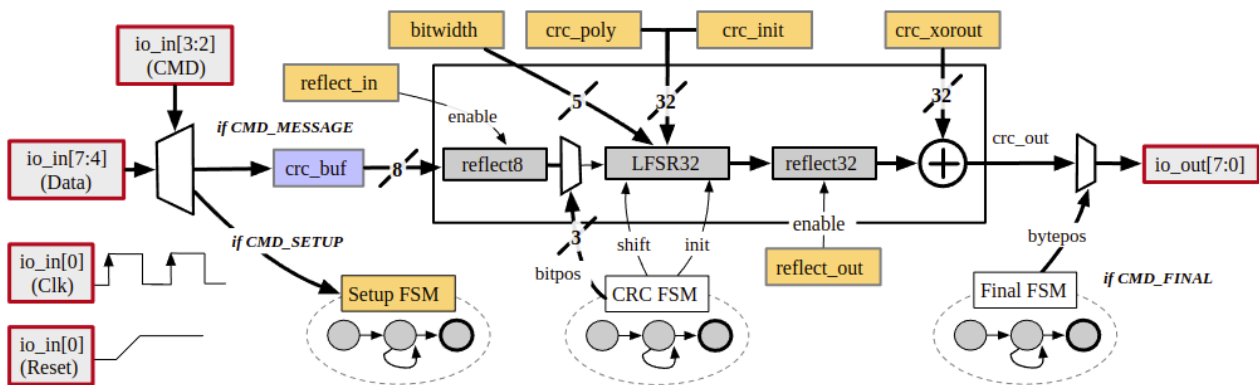 bitwidth
crc_poly
crc_init
crc_xorout
io_in[3:2]
(CMD)
reflect_in
5
32
32
if CMD_MESSAGE
enable
io_in[7:4]
(Data)
crc_buf
8
reflect8
LFSR32
reflect32
crc_out
io_out[7:0]
if CMD_SETUP
3
shift
init
enable
bytepos
io_in[0]
(Clk)
bitpos
reflect_out
if CMD_FINAL
Setup FSM
CRC FSM
Final FSM
io_in[0]
(Reset)